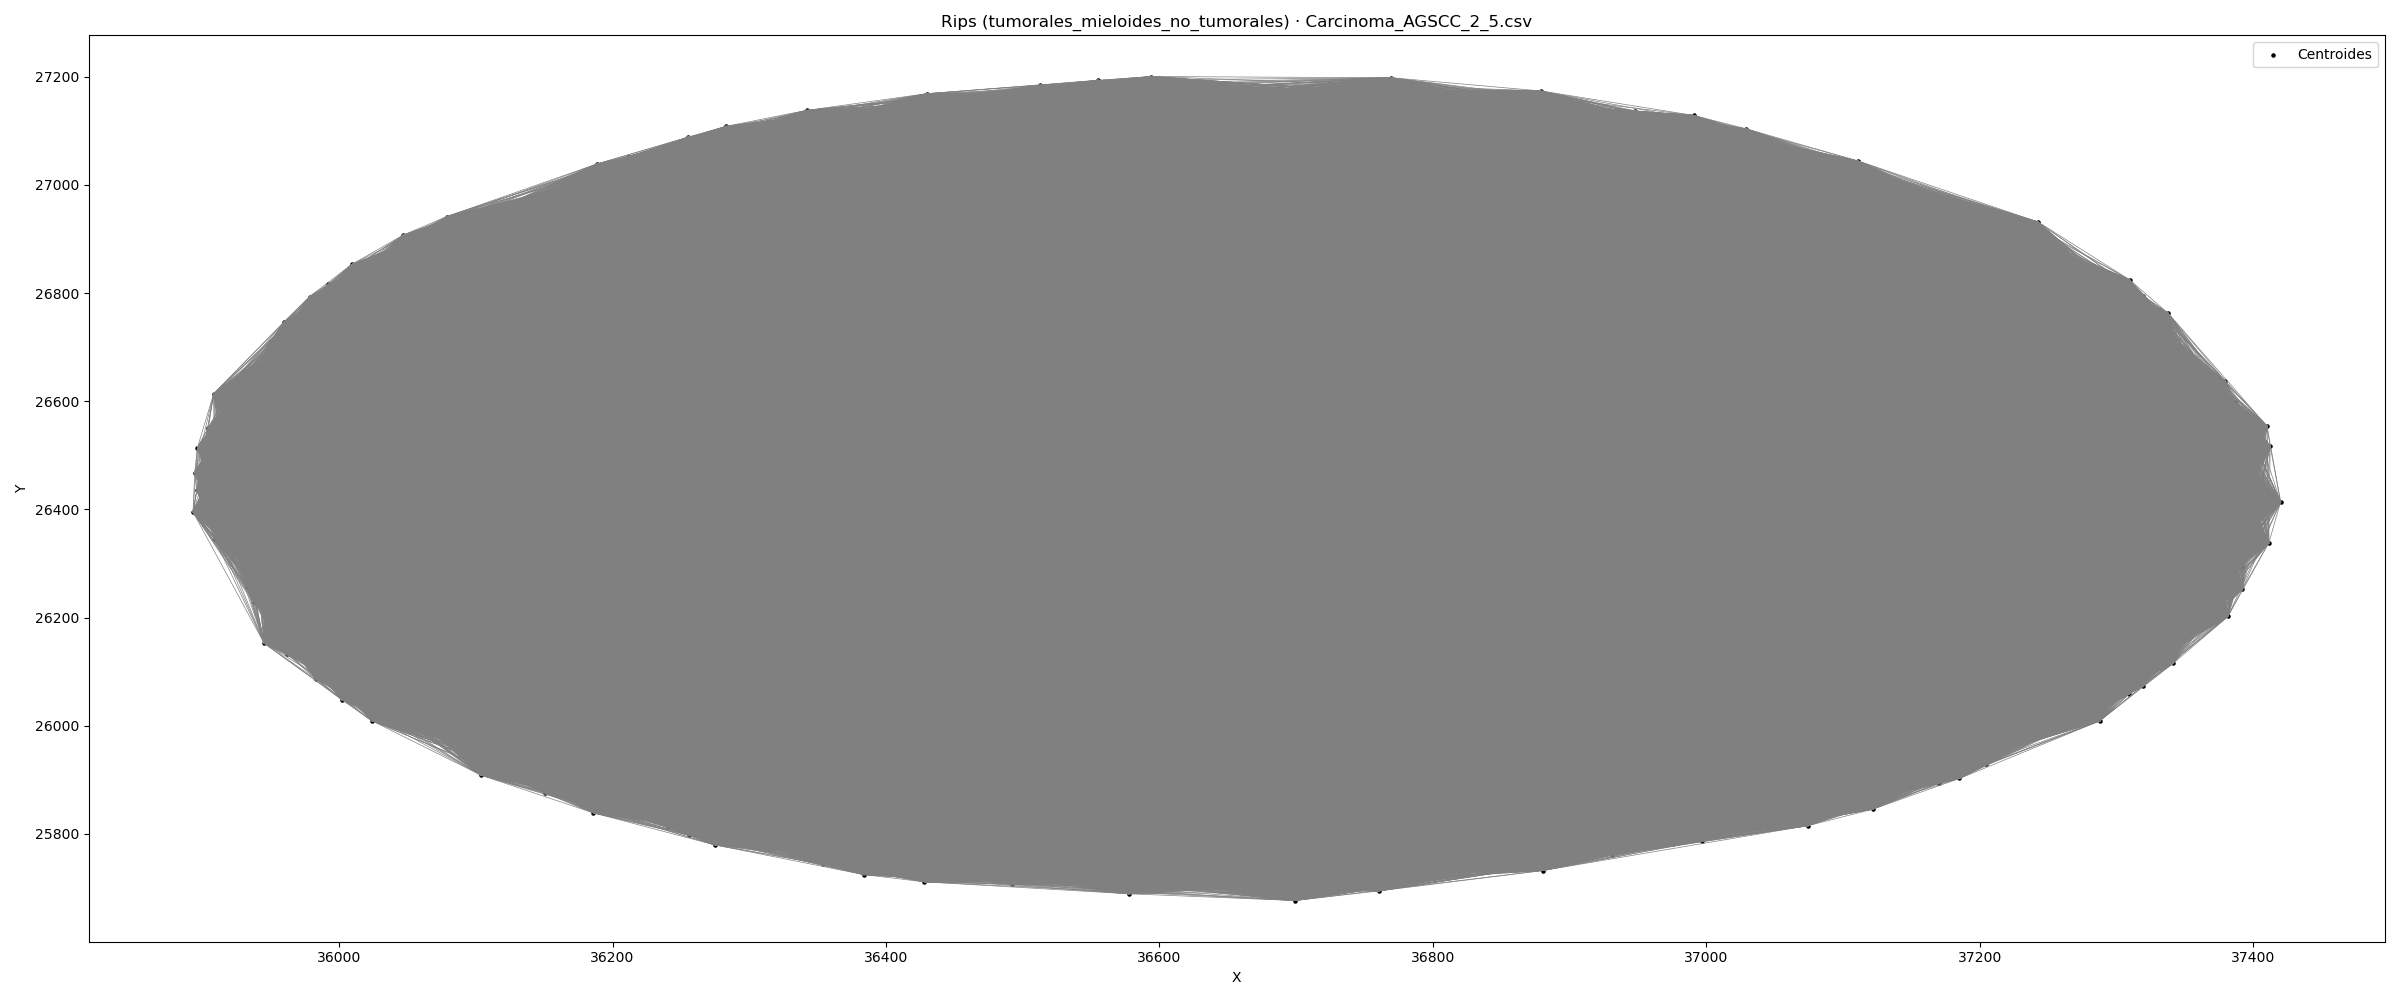 Rips (tumorales_mieloides_no_tumorales) · Carcinoma_AGSCC_2_5.csv
Centroides
27200
27000
26800
26600
26400
26200
26000
25800
Y
36000 36200 36400 36600 36800 37000 37200 37400
X